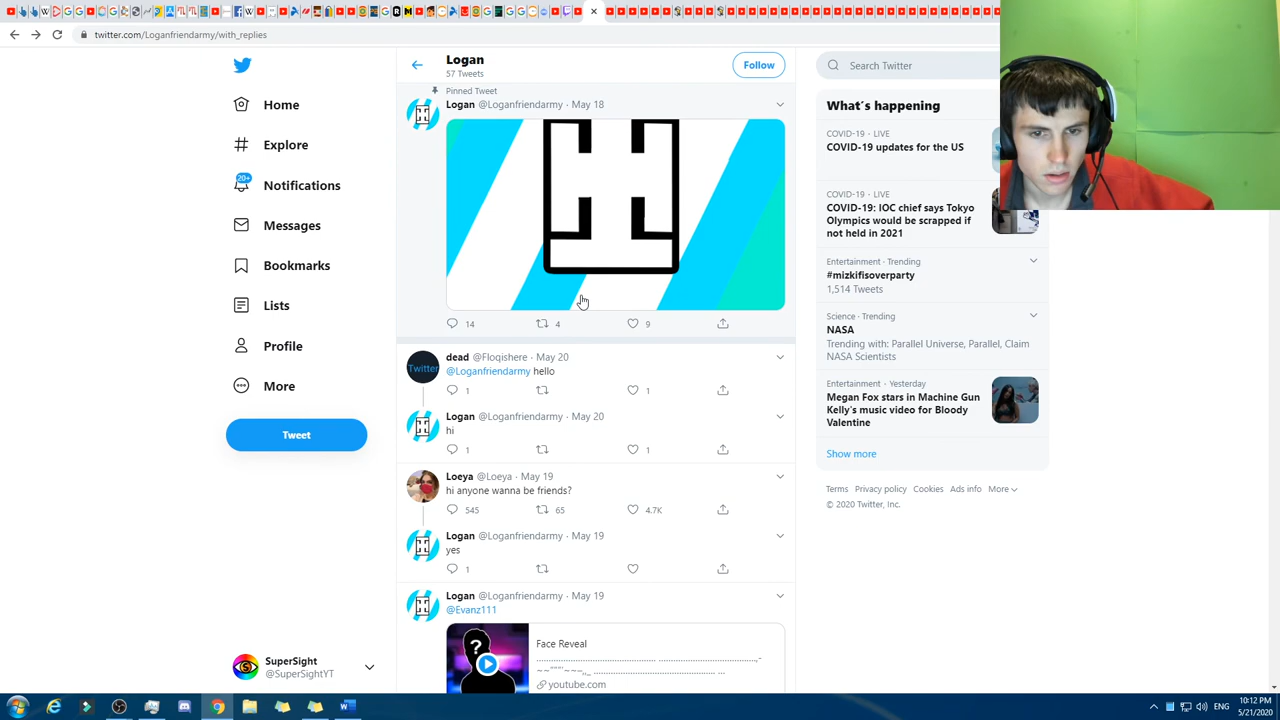 twitter.com/Loganfriendarmy/with_replies
Logan
57 Tweets
Follow
Search Twitter
Home
Explore
20+
Notifications
Messages
Bookmarks
Lists
Profile
More
Tweet
SuperSight
@SuperSightYT
Pinned Tweet
Logan @Loganfriendarmy · May 18
14 4 9
Twitter
dead @Floqishere · May 20
@Loganfriendarmy hello
1 1
Logan @Loganfriendarmy · May 20
hi
1 1
Loeya @Loeya · May 19
hi anyone wanna be friends?
545 65 4.7K
Logan @Loganfriendarmy · May 19
yes
1
Logan @Loganfriendarmy · May 19
@Evanz111
?
Face Reveal
youtube.com
What's happening
COVID-19 · LIVE
COVID-19 updates for the US
COVID-19 · LIVE
COVID-19: IOC chief says Tokyo
Olympics would be scrapped if
not held in 2021
Entertainment · Trending
#mizkifisoverparty
1,514 Tweets
Science · Trending
NASA
Trending with: Parallel Universe, Parallel, Claim
NASA Scientists
Entertainment · Yesterday
Megan Fox stars in Machine Gun
Kelly's music video for Bloody
Valentine
Show more
Terms Privacy policy Cookies Ads info More
© 2020 Twitter, Inc.
ENG
10:12 PM
5/21/2020